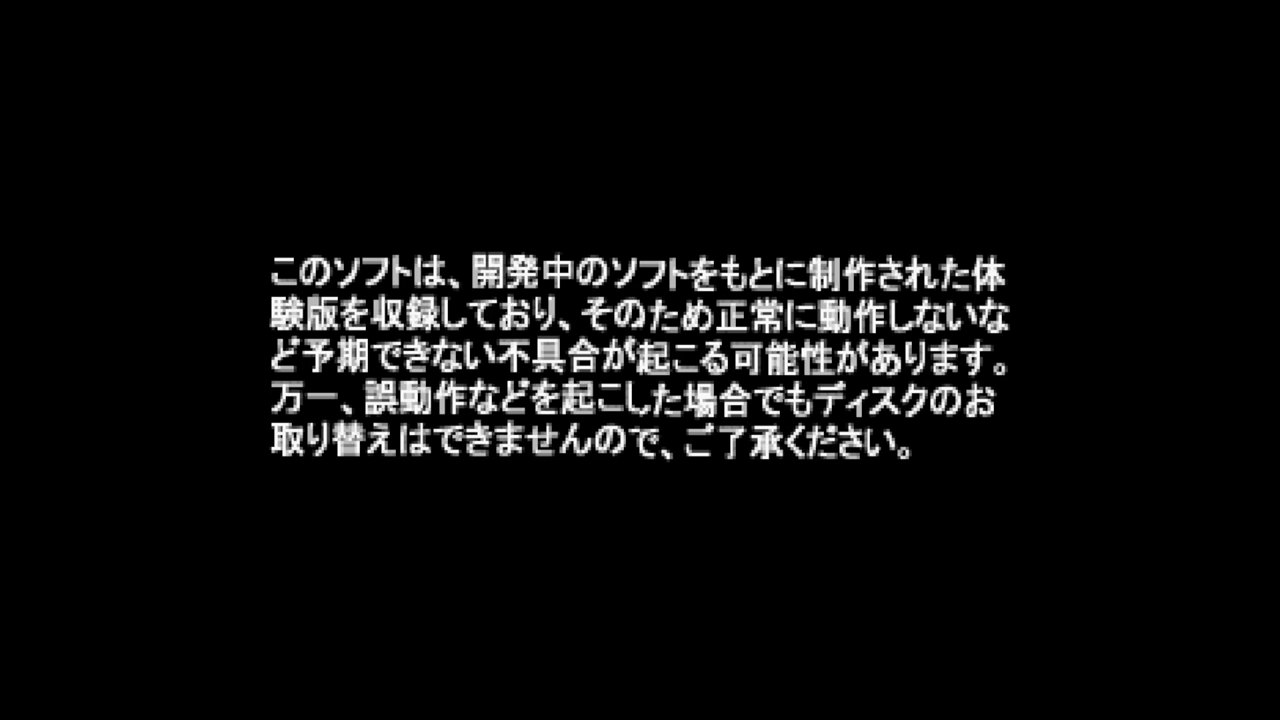 このソフトは、開発中のソフトをもとに制作された体
験版を収録しており、そのため正常に動作しないな
ど予期できない不具合が起こる可能性があります。
万一、誤動作などを起こした場合でもディスクのお
取り替えはできませんので、ご了承ください。